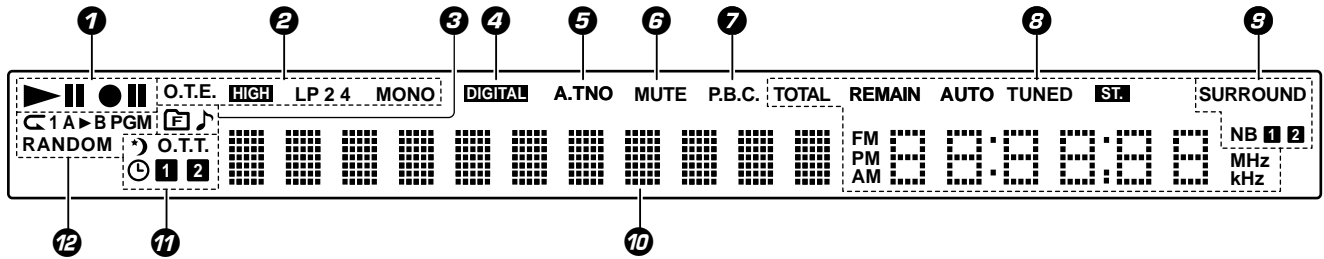 1 2 3 4 5 6 7 8 9
O.T.E. HIGH LP 2 4 MONO DIGITAL A.TNO MUTE P.B.C. TOTAL REMAIN AUTO TUNED ST. SURROUND
1 A►B PGM F ♪
RANDOM O.T.T. FM NB 1 2
1 2 PM MHz
AM kHz
12 11 10